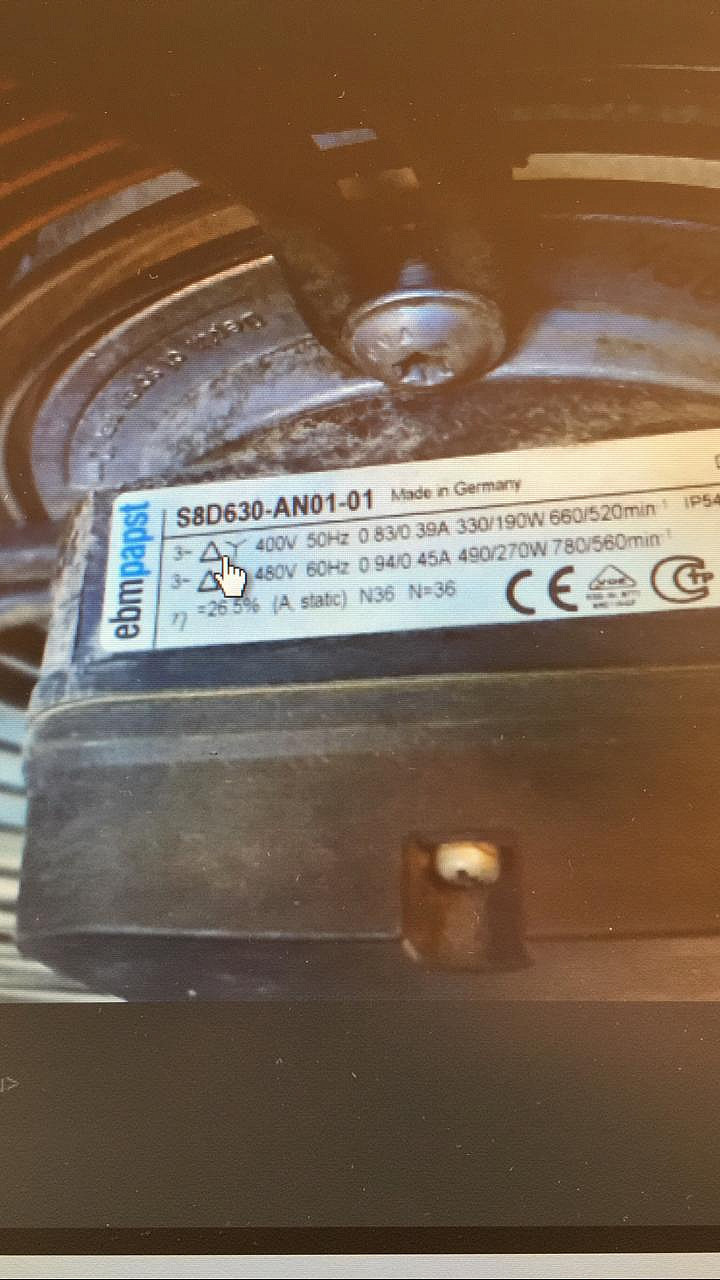 ebmpapst
S8D630-AN01-01 Made in Germany
3~ △ Y 400V 50Hz 0 83/0 39A 330/190W 660/520min⁻¹ IP54
3~ △ 480V 60Hz 0 94/0 45A 490/270W 780/560min⁻¹
η =26 5% (A, static) N36 N=36
CE